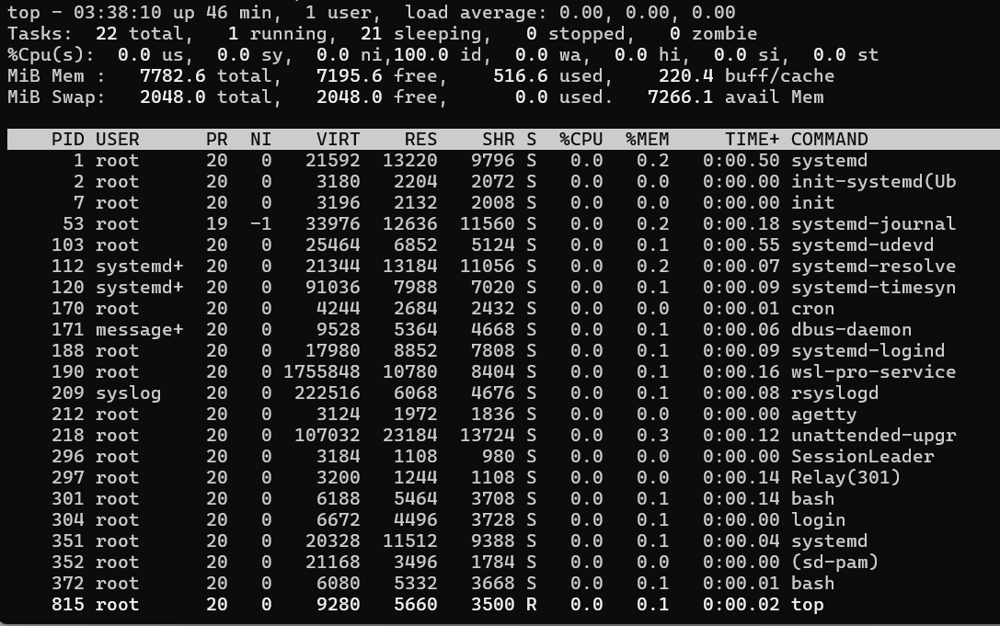 top - 03:38:10 up 46 min,  1 user,  load average: 0.00, 0.00, 0.00
Tasks:  22 total,   1 running,  21 sleeping,   0 stopped,   0 zombie
%Cpu(s):  0.0 us,  0.0 sy,  0.0 ni,100.0 id,  0.0 wa,  0.0 hi,  0.0 si,  0.0 st
MiB Mem :   7782.6 total,   7195.6 free,    516.6 used,    220.4 buff/cache
MiB Swap:   2048.0 total,   2048.0 free,      0.0 used.   7266.1 avail Mem
    PID USER      PR  NI    VIRT    RES    SHR S  %CPU  %MEM     TIME+ COMMAND
      1 root      20   0   21592  13220   9796 S   0.0   0.2   0:00.50 systemd
      2 root      20   0    3180   2204   2072 S   0.0   0.0   0:00.00 init-systemd(Ub
      7 root      20   0    3196   2132   2008 S   0.0   0.0   0:00.00 init
     53 root      19  -1   33976  12636  11560 S   0.0   0.2   0:00.18 systemd-journal
    103 root      20   0   25464   6852   5124 S   0.0   0.1   0:00.55 systemd-udevd
    112 systemd+  20   0   21344  13184  11056 S   0.0   0.2   0:00.07 systemd-resolve
    120 systemd+  20   0   91036   7988   7020 S   0.0   0.1   0:00.09 systemd-timesyn
    170 root      20   0    4244   2684   2432 S   0.0   0.0   0:00.01 cron
    171 message+  20   0    9528   5364   4668 S   0.0   0.1   0:00.06 dbus-daemon
    188 root      20   0   17980   8852   7808 S   0.0   0.1   0:00.09 systemd-logind
    190 root      20   0 1755848  10780   8404 S   0.0   0.1   0:00.16 wsl-pro-service
    209 syslog    20   0  222516   6068   4676 S   0.0   0.1   0:00.08 rsyslogd
    212 root      20   0    3124   1972   1836 S   0.0   0.0   0:00.00 agetty
    218 root      20   0  107032  23184  13724 S   0.0   0.3   0:00.12 unattended-upgr
    296 root      20   0    3184   1108    980 S   0.0   0.0   0:00.00 SessionLeader
    297 root      20   0    3200   1244   1108 S   0.0   0.0   0:00.14 Relay(301)
    301 root      20   0    6188   5464   3708 S   0.0   0.1   0:00.14 bash
    304 root      20   0    6672   4496   3728 S   0.0   0.1   0:00.00 login
    351 root      20   0   20328  11512   9388 S   0.0   0.1   0:00.04 systemd
    352 root      20   0   21168   3496   1784 S   0.0   0.0   0:00.00 (sd-pam)
    372 root      20   0    6080   5332   3668 S   0.0   0.1   0:00.01 bash
    815 root      20   0    9280   5660   3500 R   0.0   0.1   0:00.02 top